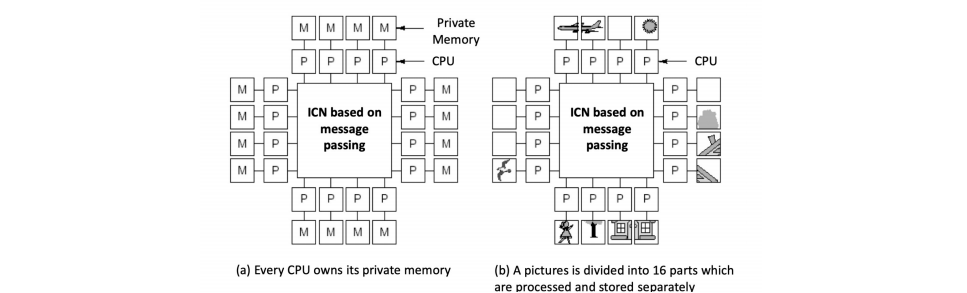 M M M M
Private
Memory
P P P P
CPU
M P P M
M P P M
M P P M
M P P M
ICN based on
message
passing
P P P P
M M M M
(a) Every CPU owns its private memory
P P P P
CPU
P P
P P
P P
P P
ICN based on
message
passing
P P P P
(b) A pictures is divided into 16 parts which
are processed and stored separately